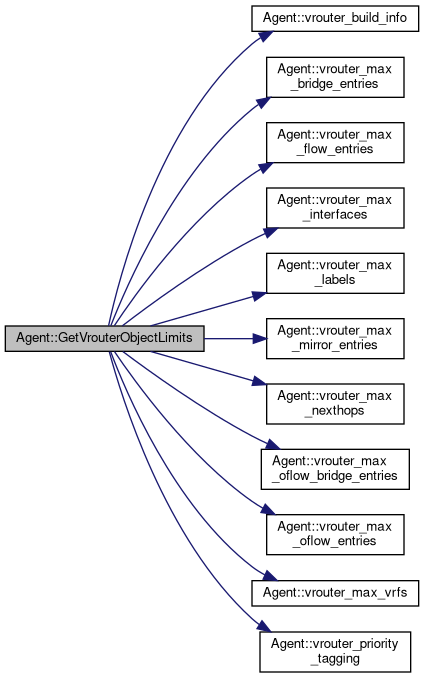 Agent::vrouter_build_info
Agent::vrouter_max
_bridge_entries
Agent::vrouter_max
_flow_entries
Agent::vrouter_max
_interfaces
Agent::vrouter_max
_labels
Agent::GetVrouterObjectLimits
Agent::vrouter_max
_mirror_entries
Agent::vrouter_max
_nexthops
Agent::vrouter_max
_oflow_bridge_entries
Agent::vrouter_max
_oflow_entries
Agent::vrouter_max_vrfs
Agent::vrouter_priority
_tagging